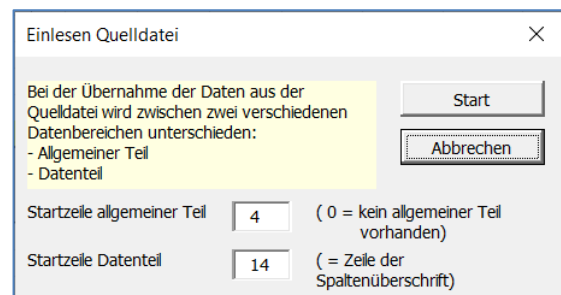 Einlesen Quelldatei
Bei der Übernahme der Daten aus der
Quelldatei wird zwischen zwei verschiedenen
Datenbereichen unterschieden:
- Allgemeiner Teil
- Datenteil
Start
Abbrechen
Startzeile allgemeiner Teil 4 ( 0 = kein allgemeiner Teil
vorhanden)
Startzeile Datenteil 14 ( = Zeile der
Spaltenüberschrift)